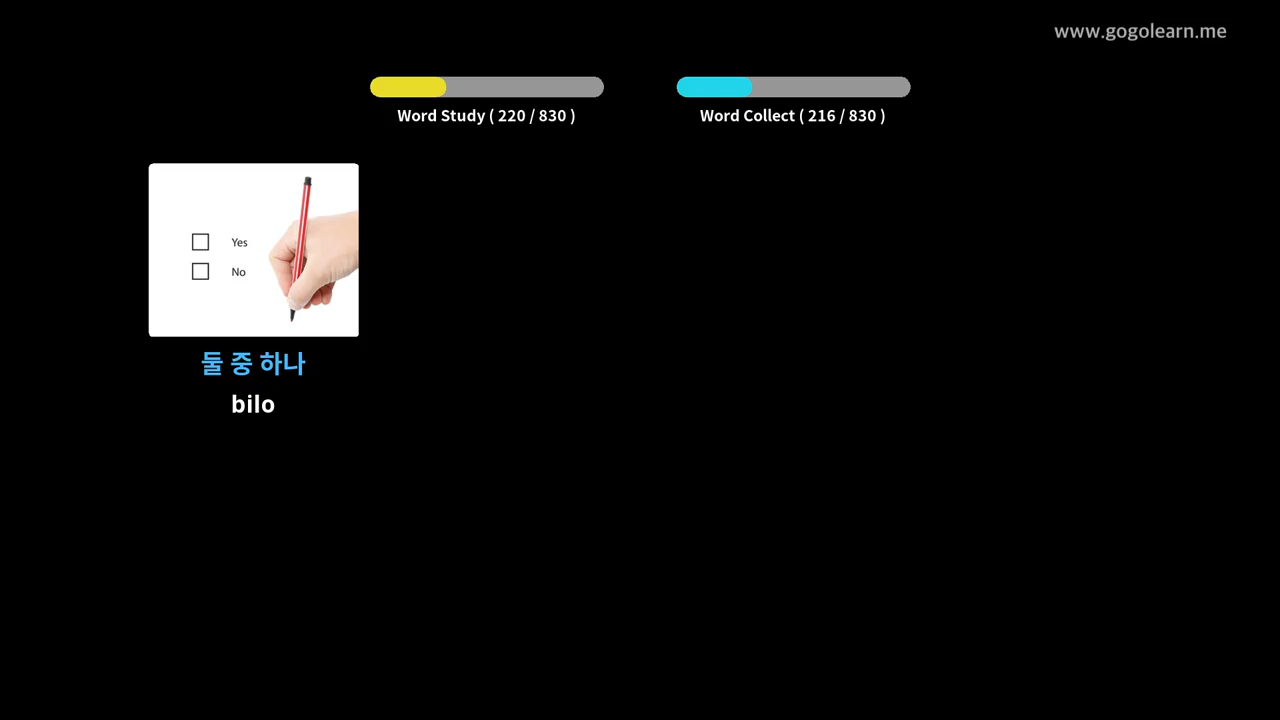 www.gogolearn.me
Word Study ( 220 / 830 )
Word Collect ( 216 / 830 )
Yes
No
둘 중 하나
bilo